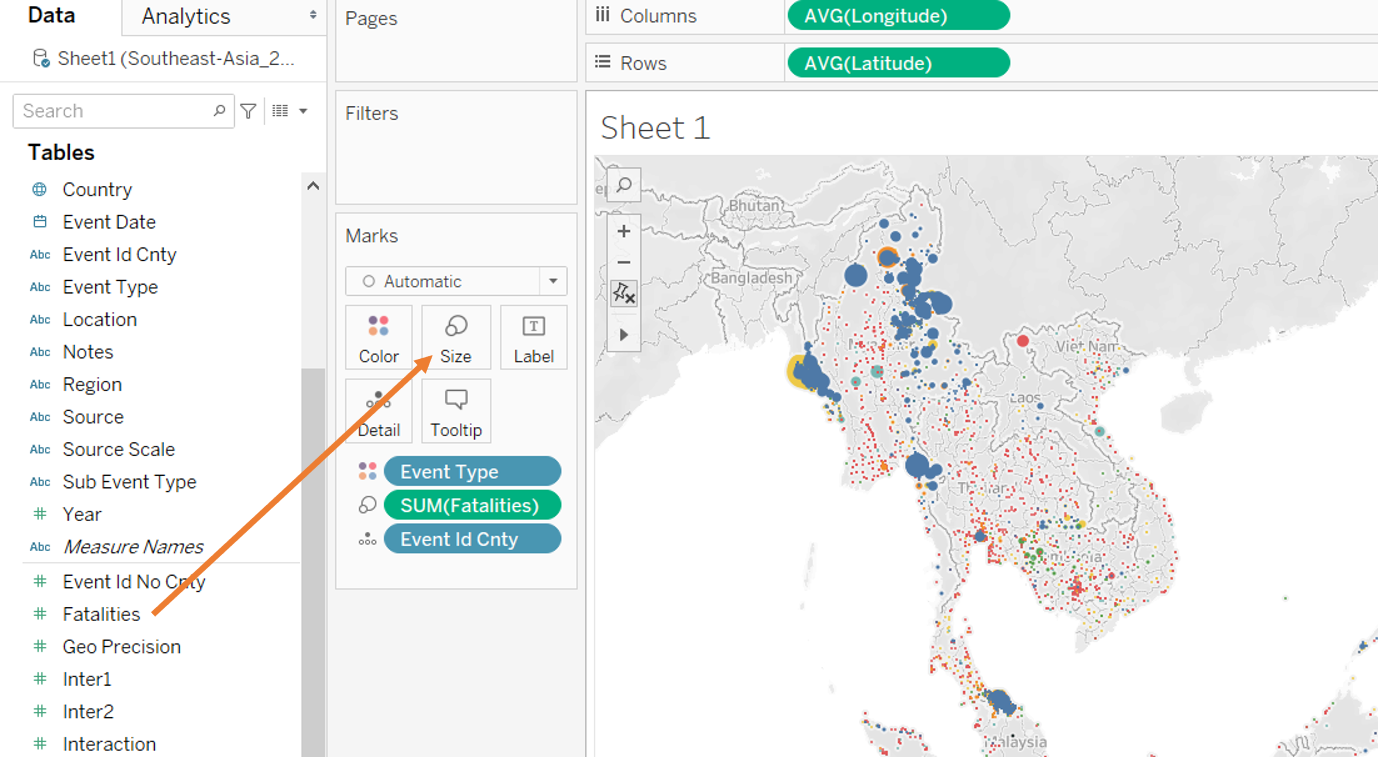 Data
Analytics
Sheet1 (Southeast-Asia_2...
Search
Tables
Country
Event Date
Abc Event Id Cnty
Abc Event Type
Abc Location
Abc Notes
Abc Region
Abc Source
Abc Source Scale
Abc Sub Event Type
# Year
Abc Measure Names
# Event Id No Cnty
# Fatalities
# Geo Precision
# Inter1
# Inter2
# Interaction
Pages
Filters
Marks
Automatic
Color
Size
T
Label
Detail
Tooltip
Event Type
SUM(Fatalities)
Event Id Cnty
Columns
AVG(Longitude)
Rows
AVG(Latitude)
Sheet 1
Bhutan
Bangladesh
Viet Nam
Laos
Malaysia